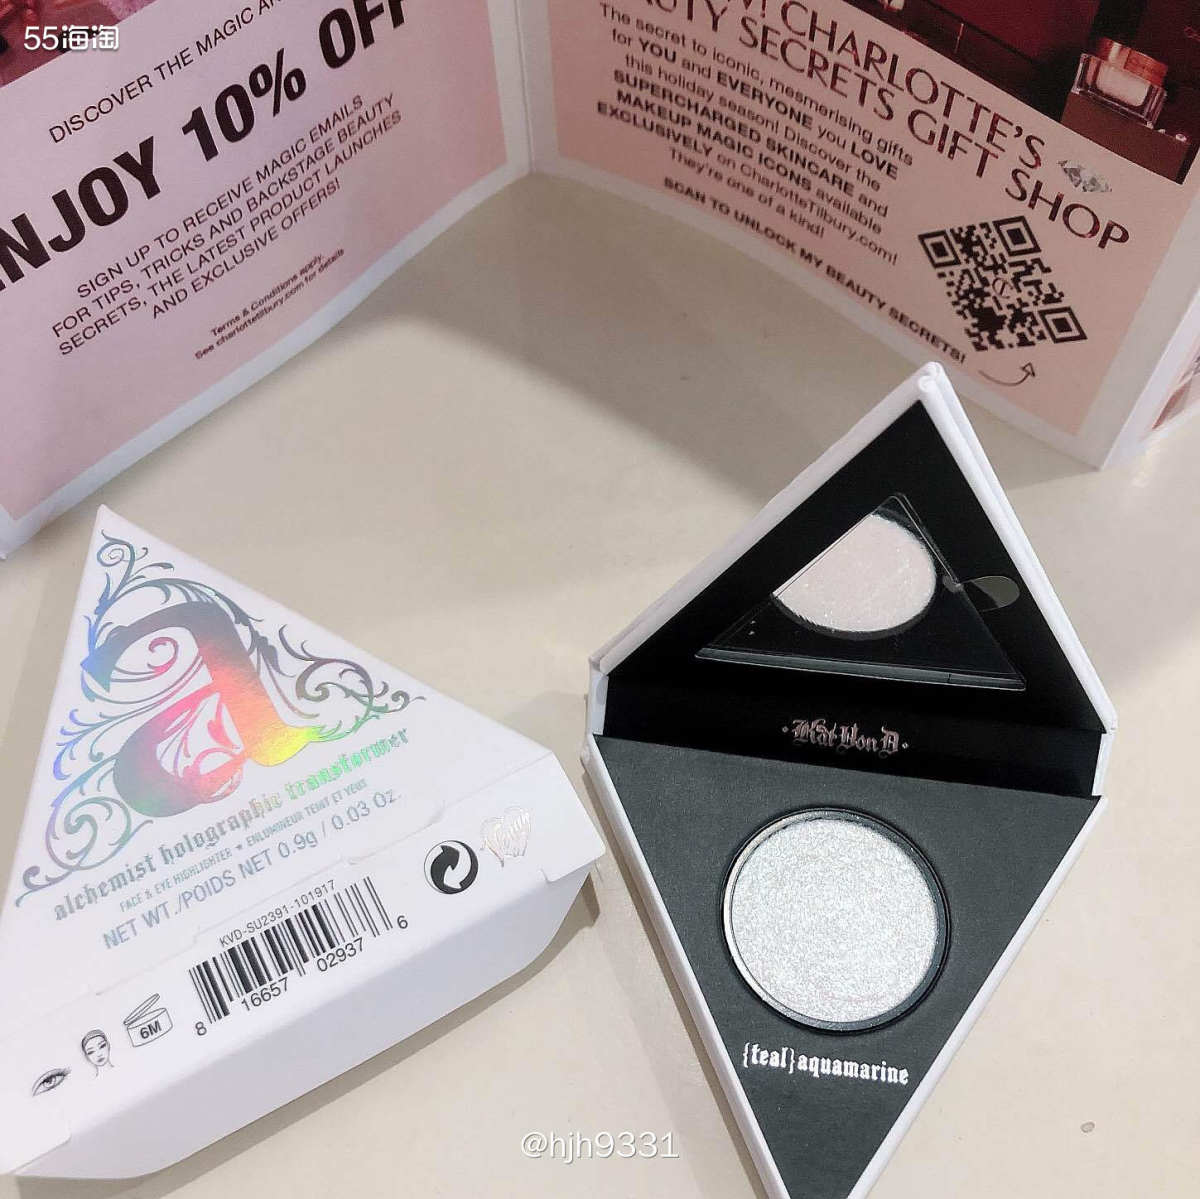 55海淘
DISCOVER THE MAGIC
ENJOY 10% OFF
SIGN UP TO RECEIVE MAGIC EMAILS
FOR TIPS, TRICKS AND BACKSTAGE BEAUTY
SECRETS, THE LATEST PRODUCT LAUNCHES
AND EXCLUSIVE OFFERS!
Terms & Conditions apply.
See charlottetilbury.com for details
CHARLOTTE'S
SECRETS GIFT SHOP
The secret to iconic, mesmerising gifts
for YOU and EVERYONE you LOVE
this holiday season! Discover the
SUPERCHARGED SKINCARE and
MAKEUP MAGIC ICONS available
EXCLUSIVELY on CharlotteTilbury.com!
They're one of a kind!
SCAN TO UNLOCK MY BEAUTY SECRETS!
a
alchemist holographic transformer
FACE & EYE HIGHLIGHTER • ENLUMINEUR TEINT ET YEUX
NET WT./POIDS NET 0.9g / 0.03 Oz.
KVD-SU2391-101917
8 16657 02937 6
6M
·Kat Von D·
{teal}aquamarine
@hjh9331